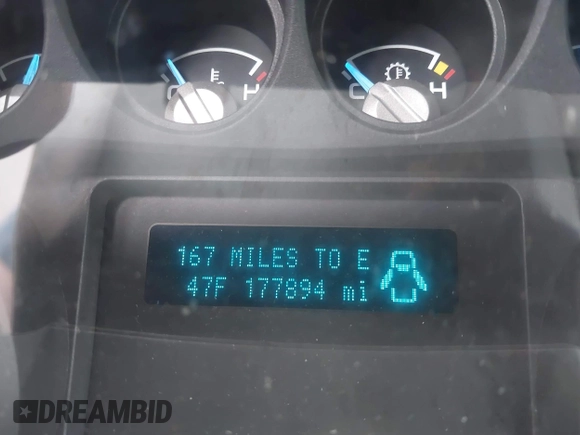 C H C H
167 MILES TO E
47F 177894 mi
DREAMBID